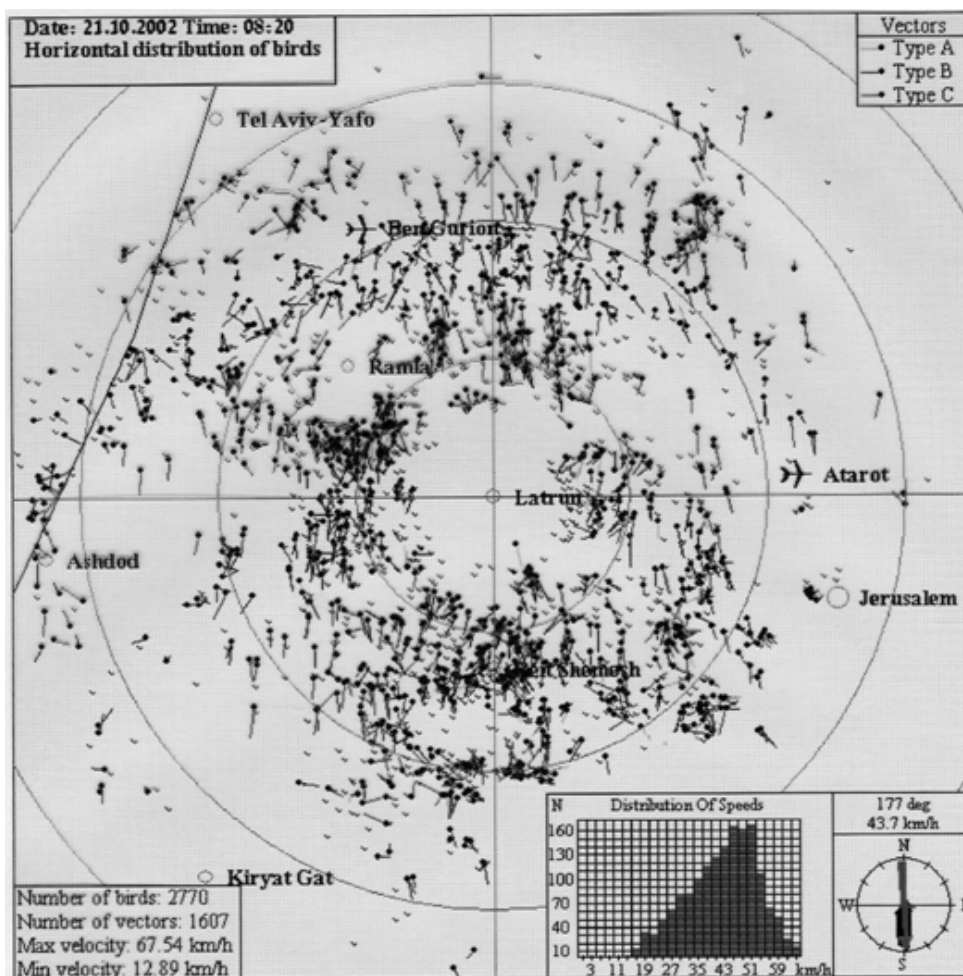 Date: 21.10.2002 Time: 08:20
Horizontal distribution of birds
Vectors
Type A
Type B
Type C
Tel Aviv-Yafo
Ben Gurion
Ramla
Atarot
Latrun
Ashdod
Jerusalem
Shemesh
Kiryat Gat
Number of birds: 2770
Number of vectors: 1607
Max velocity: 67.54 km/h
Min velocity: 12.89 km/h
N Distribution Of Speeds
160
130
100
70
40
10
3 11 19 27 35 43 51 59 km/h
177 deg
43.7 km/h
N
W
S